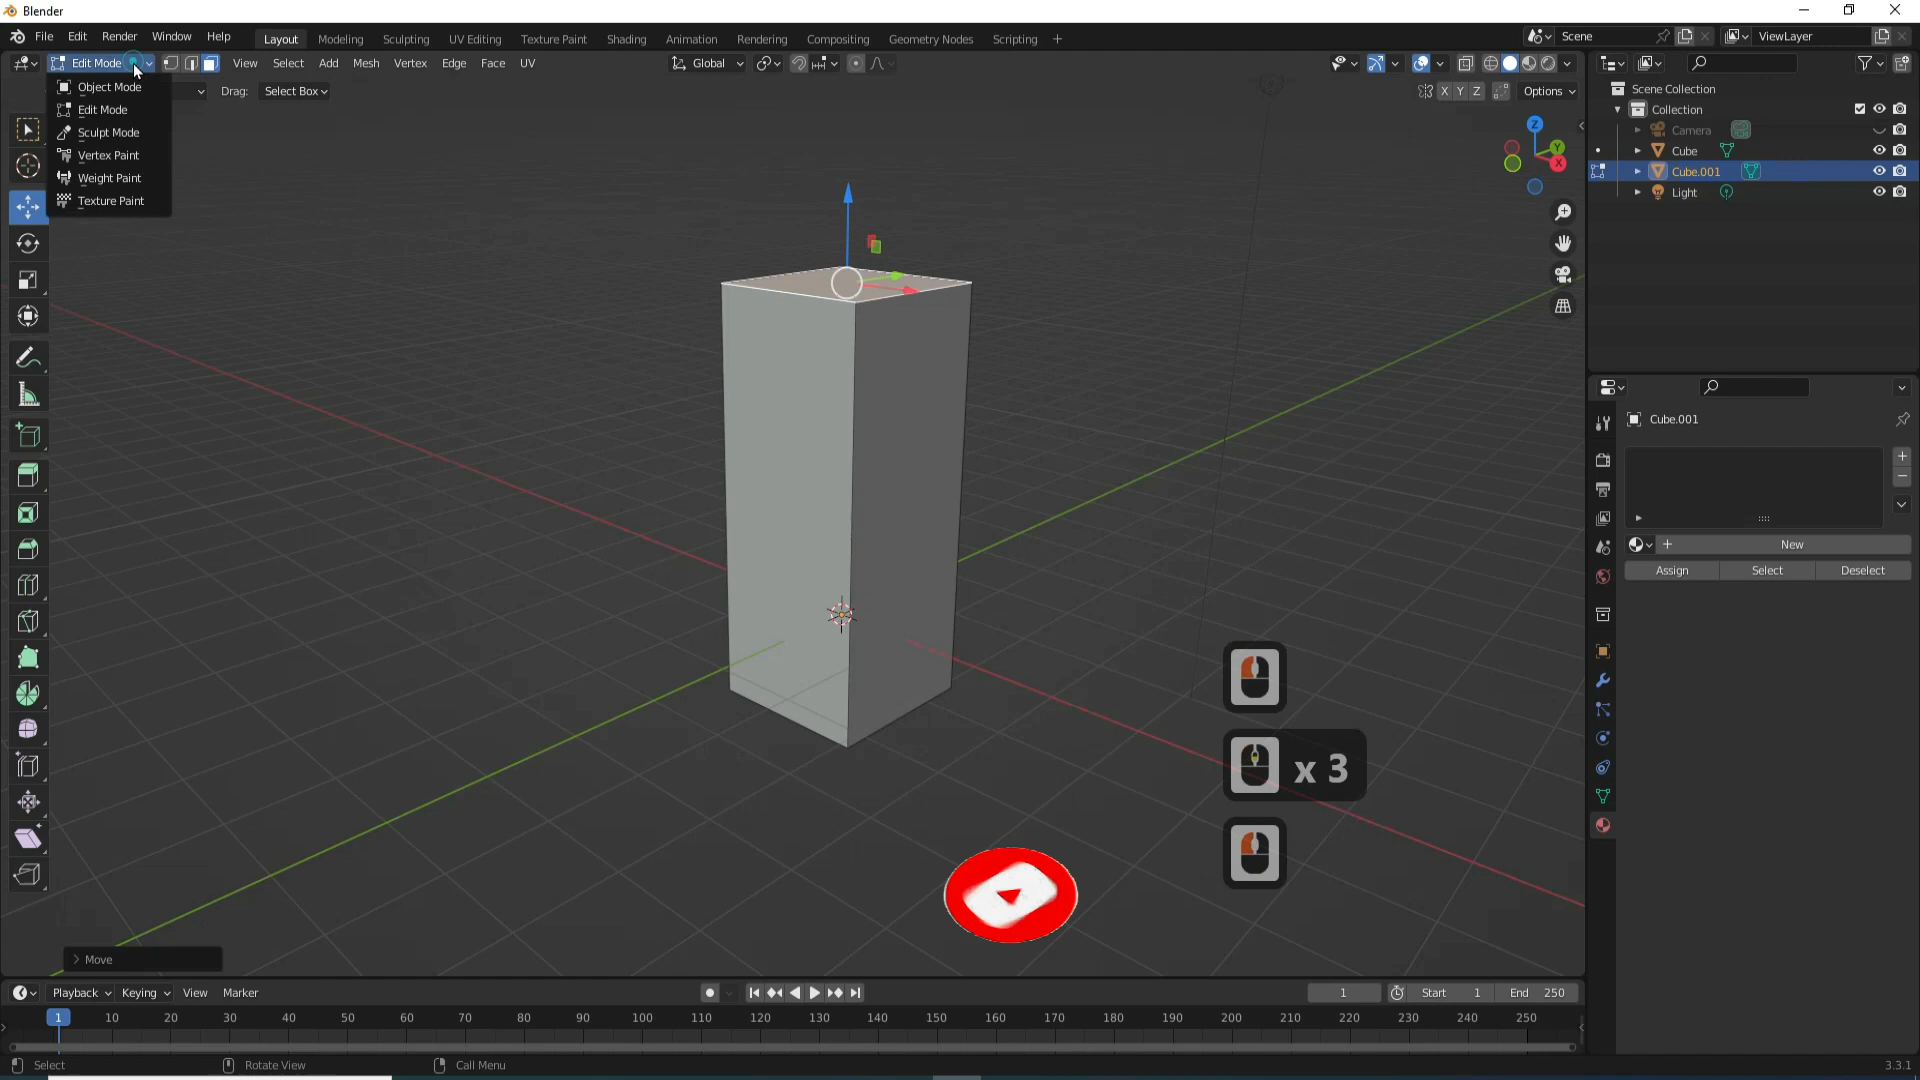 Blender
File Edit Render Window Help Layout Modeling Sculpting UV Editing Texture Paint Shading Animation Rendering Compositing Geometry Nodes Scripting + Scene ViewLayer
Edit Mode View Select Add Mesh Vertex Edge Face UV Global
Object Mode
Edit Mode
Sculpt Mode
Vertex Paint
Weight Paint
Texture Paint
Drag: Select Box
X Y Z Options
Z
Y
X
Scene Collection
Collection
Camera
Cube
Cube.001
Light
Cube.001
+ New
Assign Select Deselect
x 3
> Move
Playback Keying View Marker 1 Start 1 End 250
1 10 20 30 40 50 60 70 80 90 100 110 120 130 140 150 160 170 180 190 200 210 220 230 240 250
Select Rotate View Call Menu 3.3.1